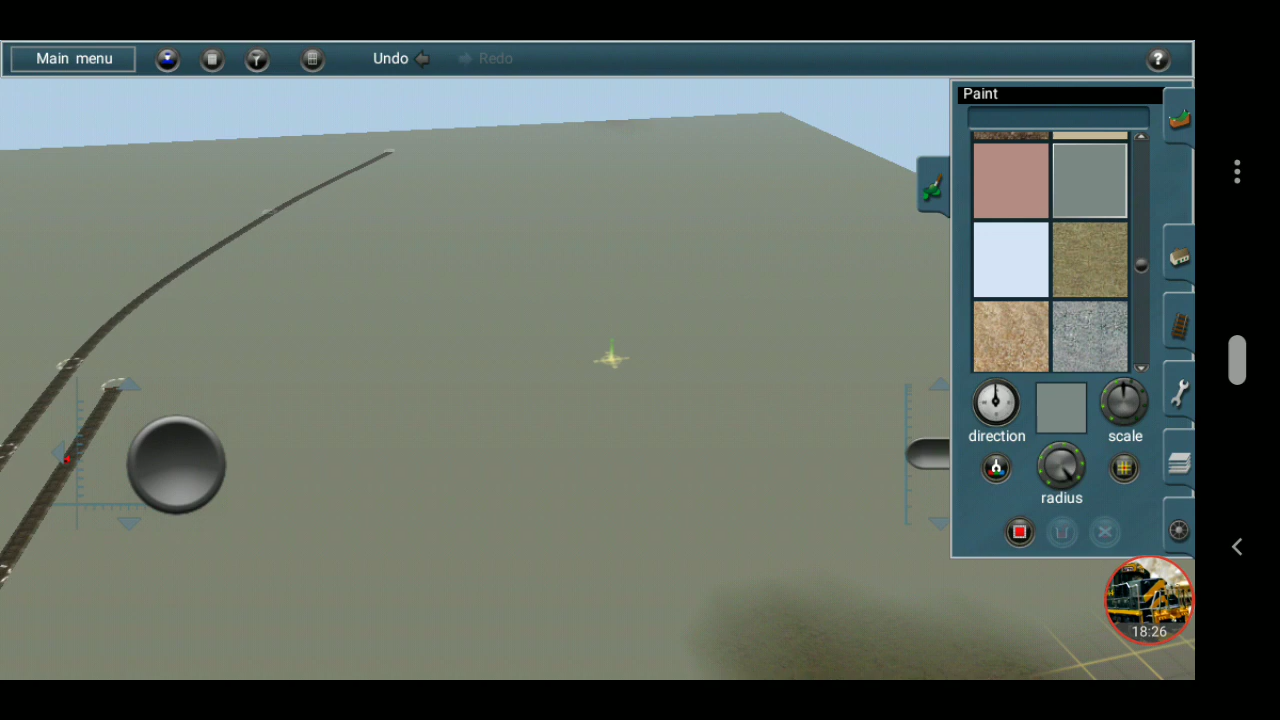 Main menu
Undo
Redo
?
Paint
direction
scale
radius
18:26